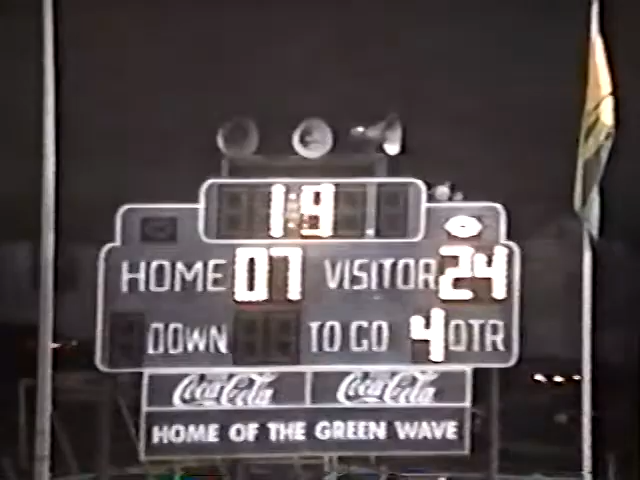 1:9
HOME 07 VISITOR 24
DOWN TO GO 4 QTR
Coca-Cola Coca-Cola
HOME OF THE GREEN WAVE